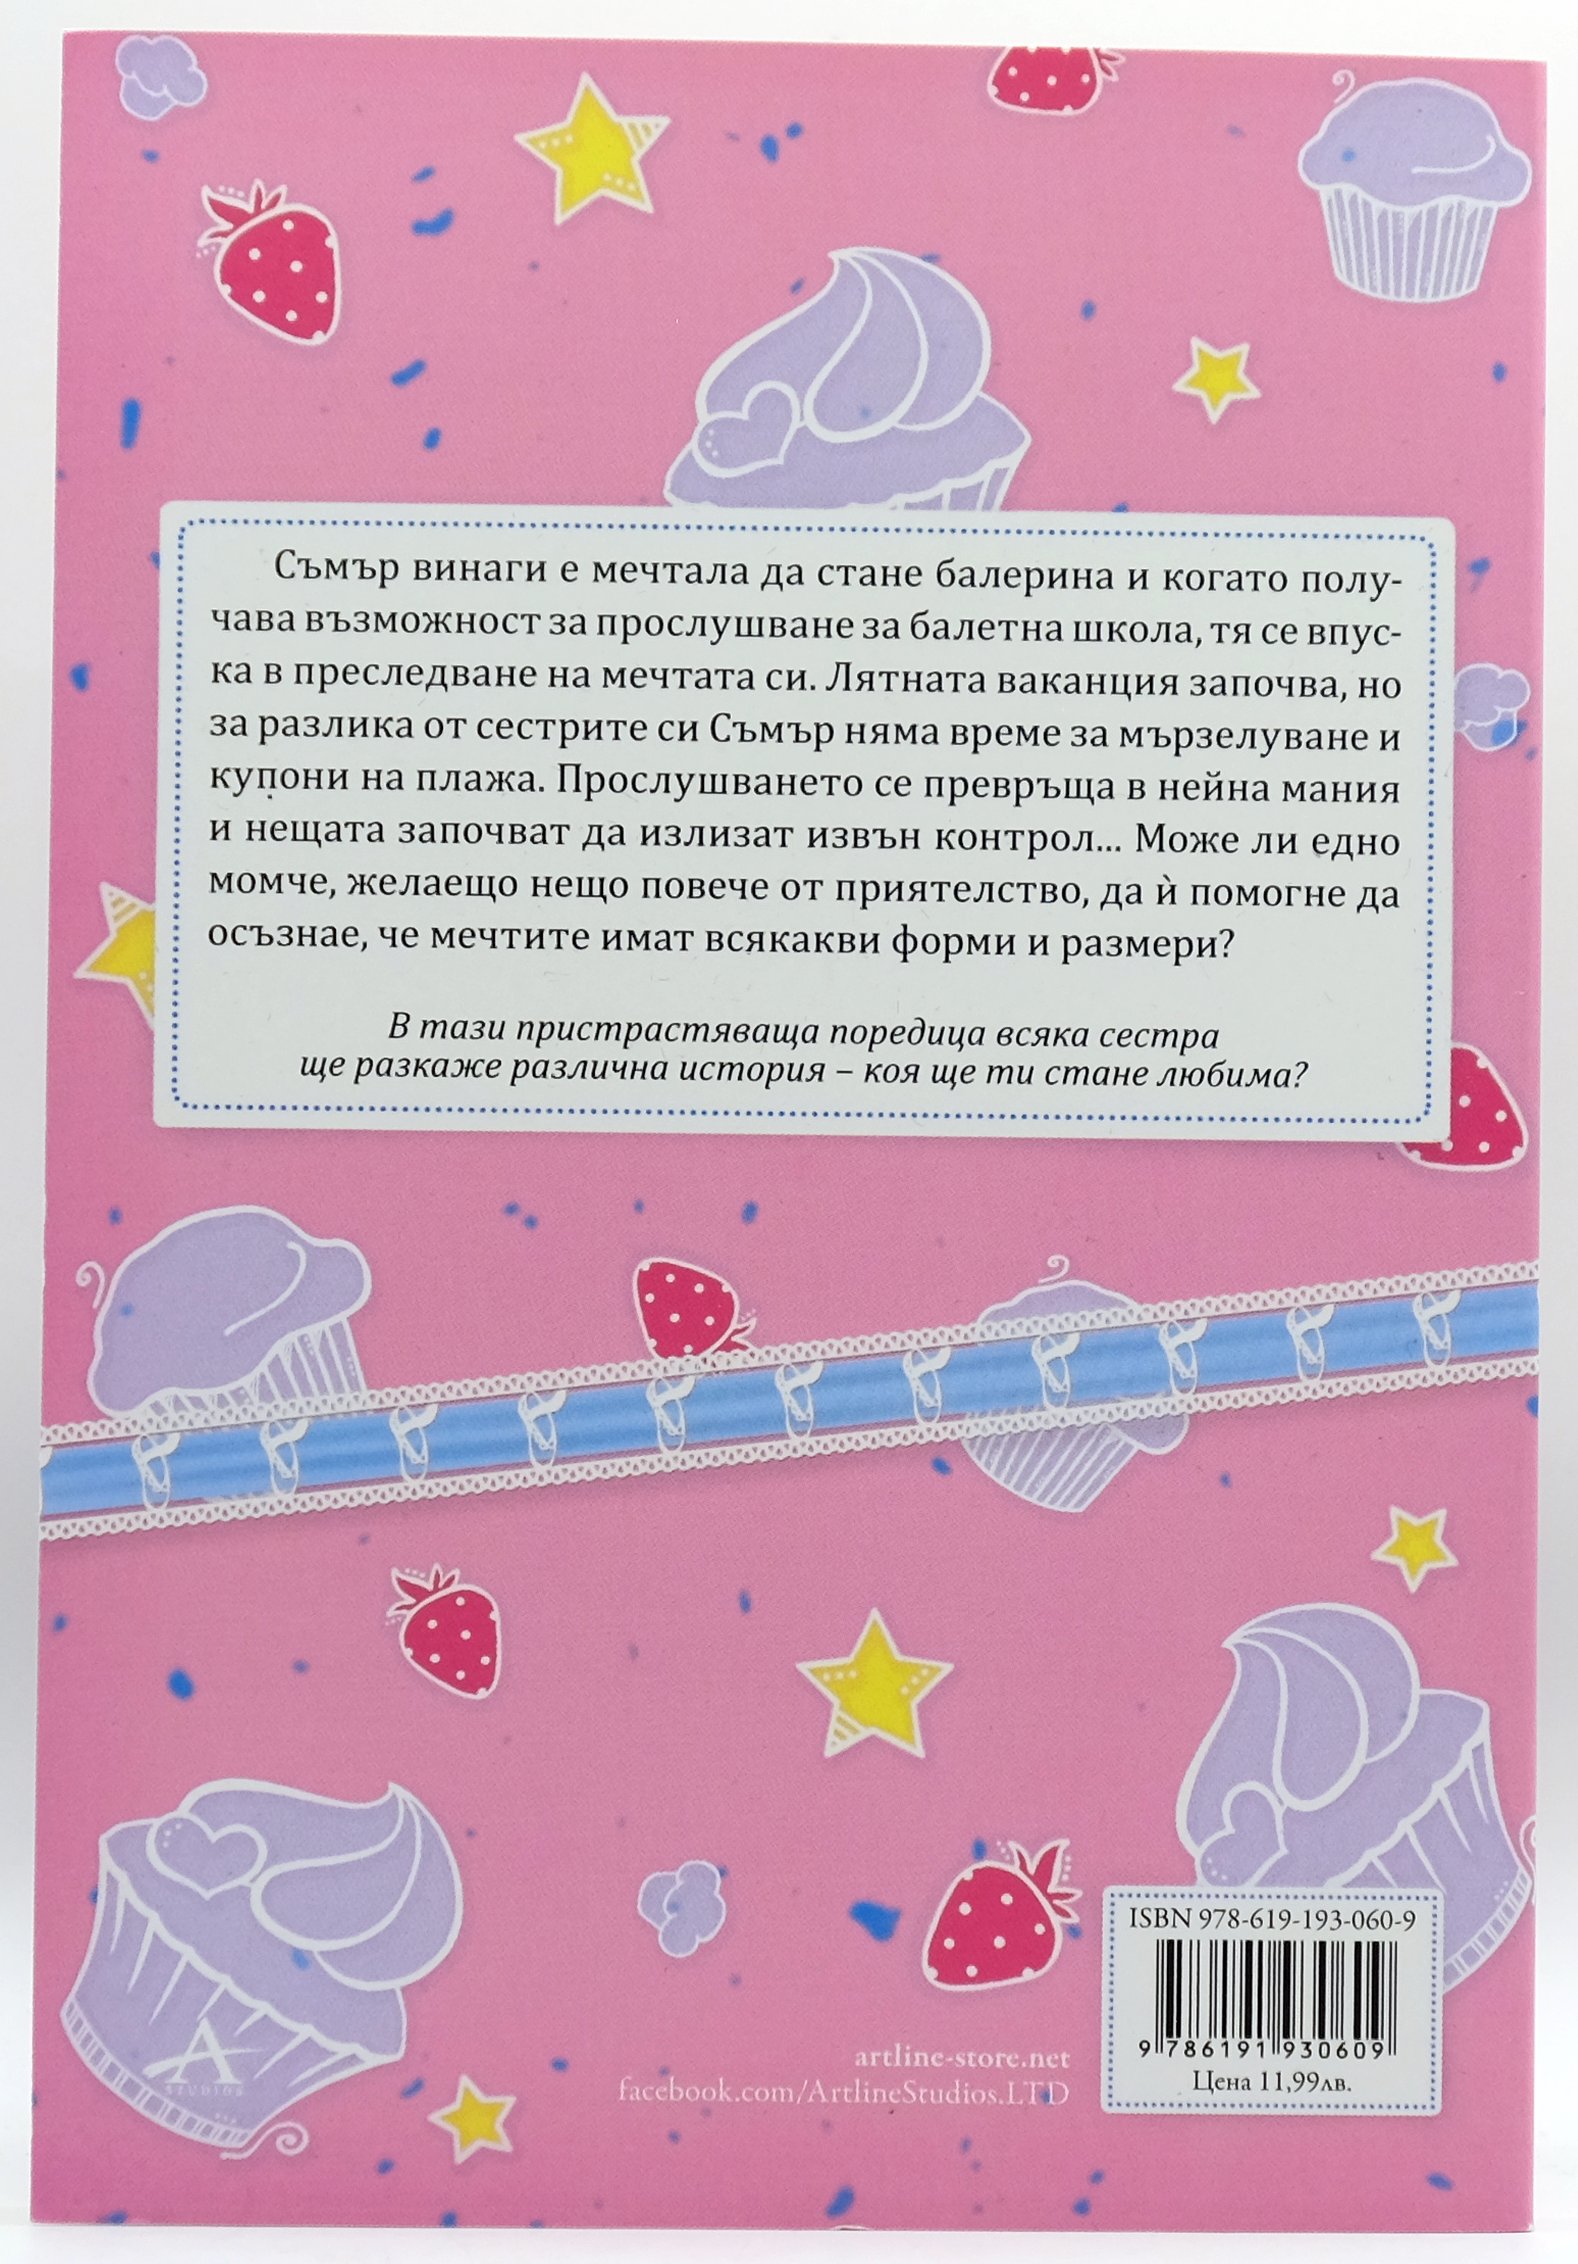 Съмър винаги е мечтала да стане балерина и когато полу-
чава възможност за прослушване за балетна школа, тя се впус-
ка в преследване на мечтата си. Лятната ваканция започва, но
за разлика от сестрите си Съмър няма време за мързелуване и
купони на плажа. Прослушването се превръща в нейна мания
и нещата започват да излизат извън контрол... Може ли едно
момче, желаещо нещо повече от приятелство, да ѝ помогне да
осъзнае, че мечтите имат всякакви форми и размери?
В тази пристрастяваща поредица всяка сестра
ще разкаже различна история – коя ще ти стане любима?
ISBN 978-619-193-060-9
9 786191 930609
Цена 11,99лв.
artline-store.net
facebook.com/ArtlineStudios.LTD
A
STUDIOS